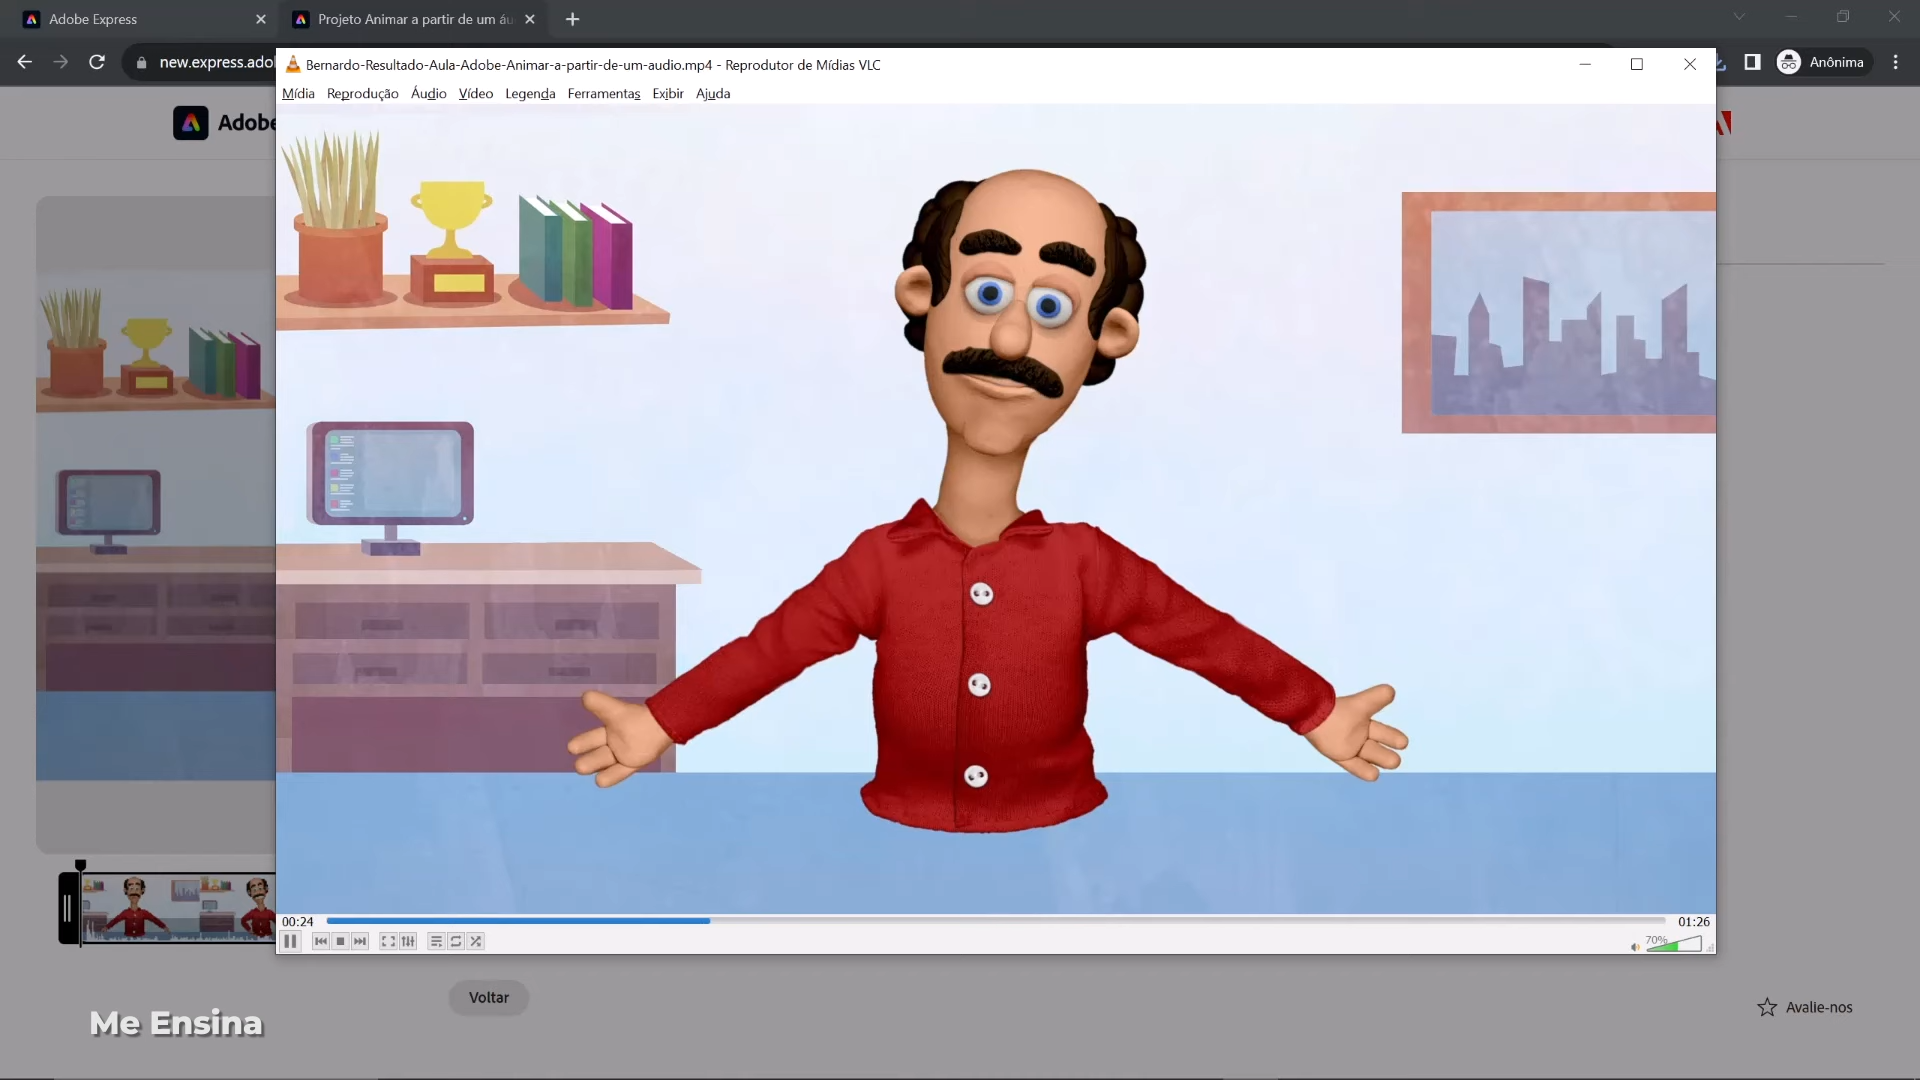 Adobe Express
Projeto Animar a partir de um áu
new.express.adol
Anônima
Bernardo-Resultado-Aula-Adobe-Animar-a-partir-de-um-audio.mp4 - Reprodutor de Mídias VLC
Mídia Reprodução Áudio Vídeo Legenda Ferramentas Exibir Ajuda
Adobe
00:24
01:26
70%
Voltar
Me Ensina
Avalie-nos